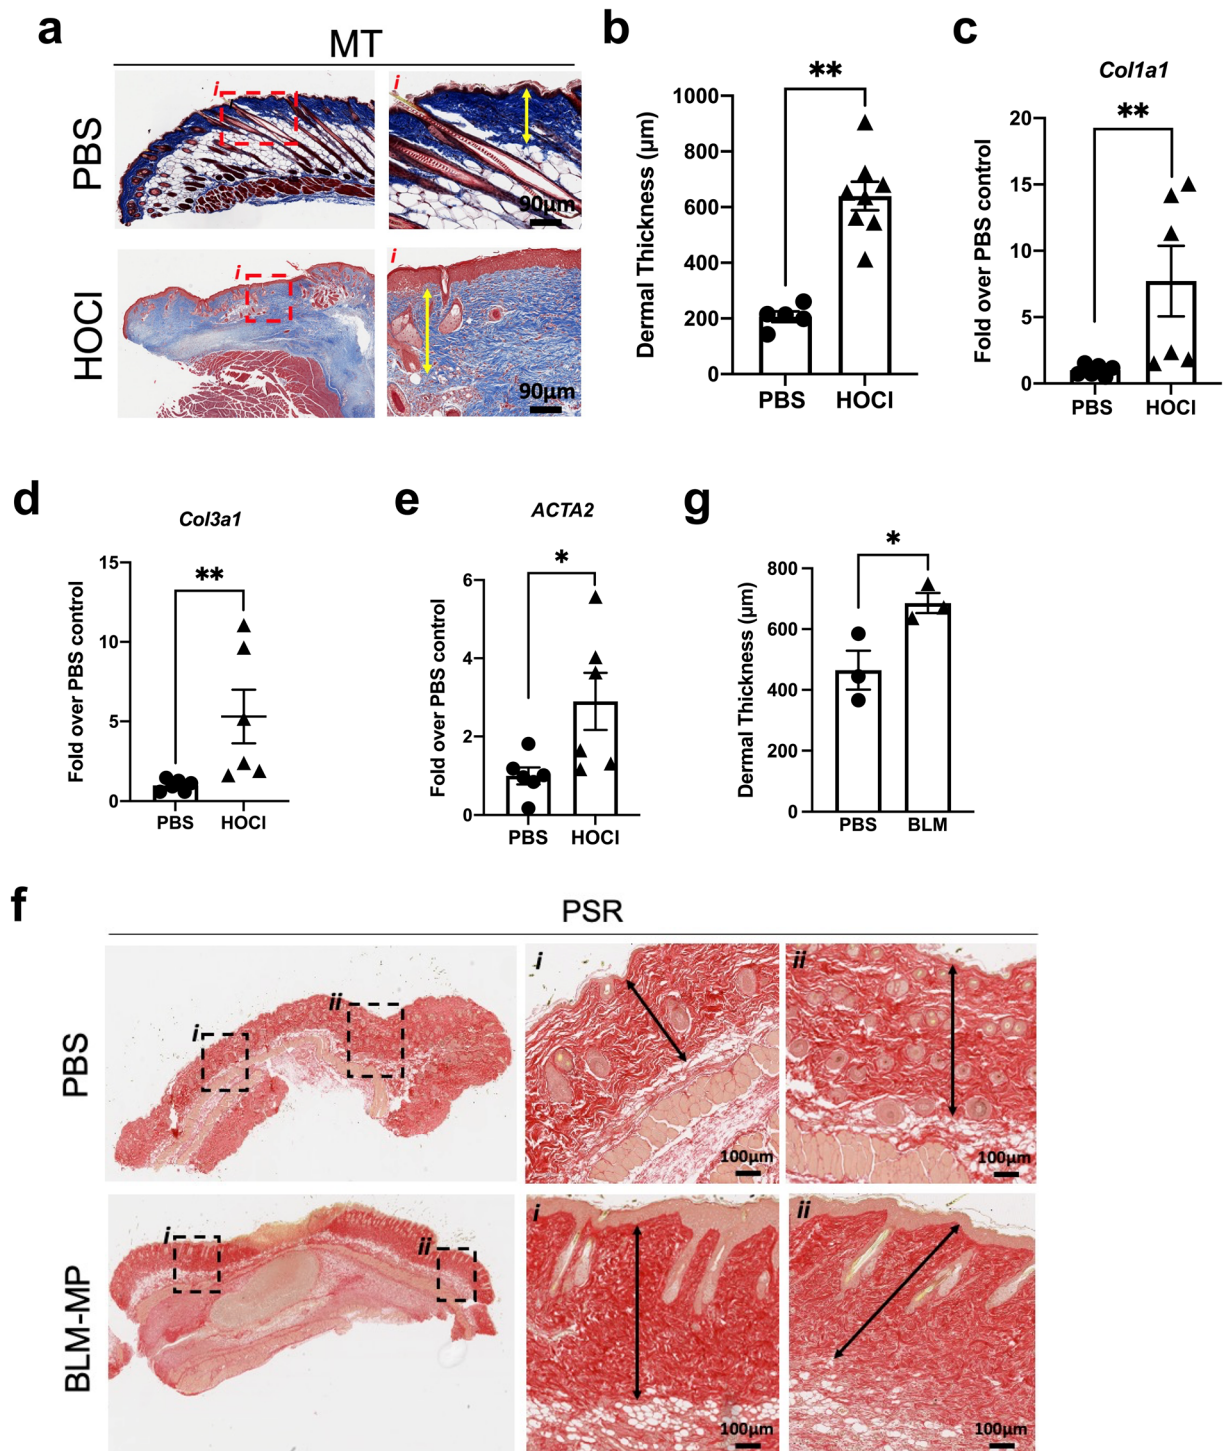 a
MT
PBS
i
i
90µm
HOCl
i
i
90µm
b
**
Dermal Thickness (µm)
1000
800
600
400
200
0
PBS HOCl
c
Col1a1
**
Fold over PBS control
20
15
10
5
0
PBS HOCl
d
Col3a1
**
Fold over PBS control
15
10
5
0
PBS HOCl
e
ACTA2
*
Fold over PBS control
6
4
2
0
PBS HOCl
g
*
Dermal Thickness (µm)
800
600
400
200
0
PBS BLM
f
PSR
PBS
i
ii
i
100µm
ii
100µm
BLM-MP
i
ii
i
100µm
ii
100µm